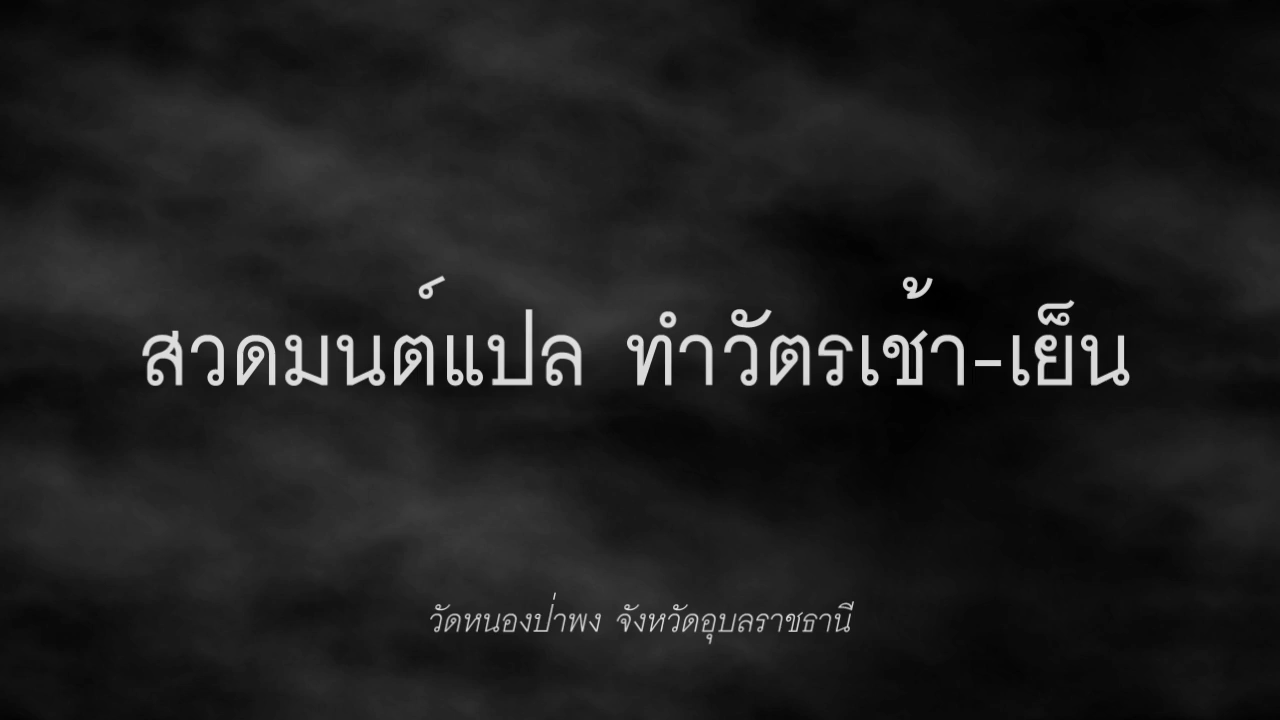 สวดมนต์แปล ทำวัตรเช้า-เย็น
วัดหนองป่าพง จังหวัดอุบลราชธานี